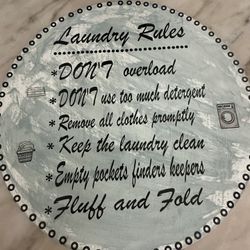 Laundry Rules
*DON'T overload
*DON'T use too much detergent
*Remove all clothes promptly
*Keep the laundry clean
*Empty pockets finders keepers
*Fluff and Fold